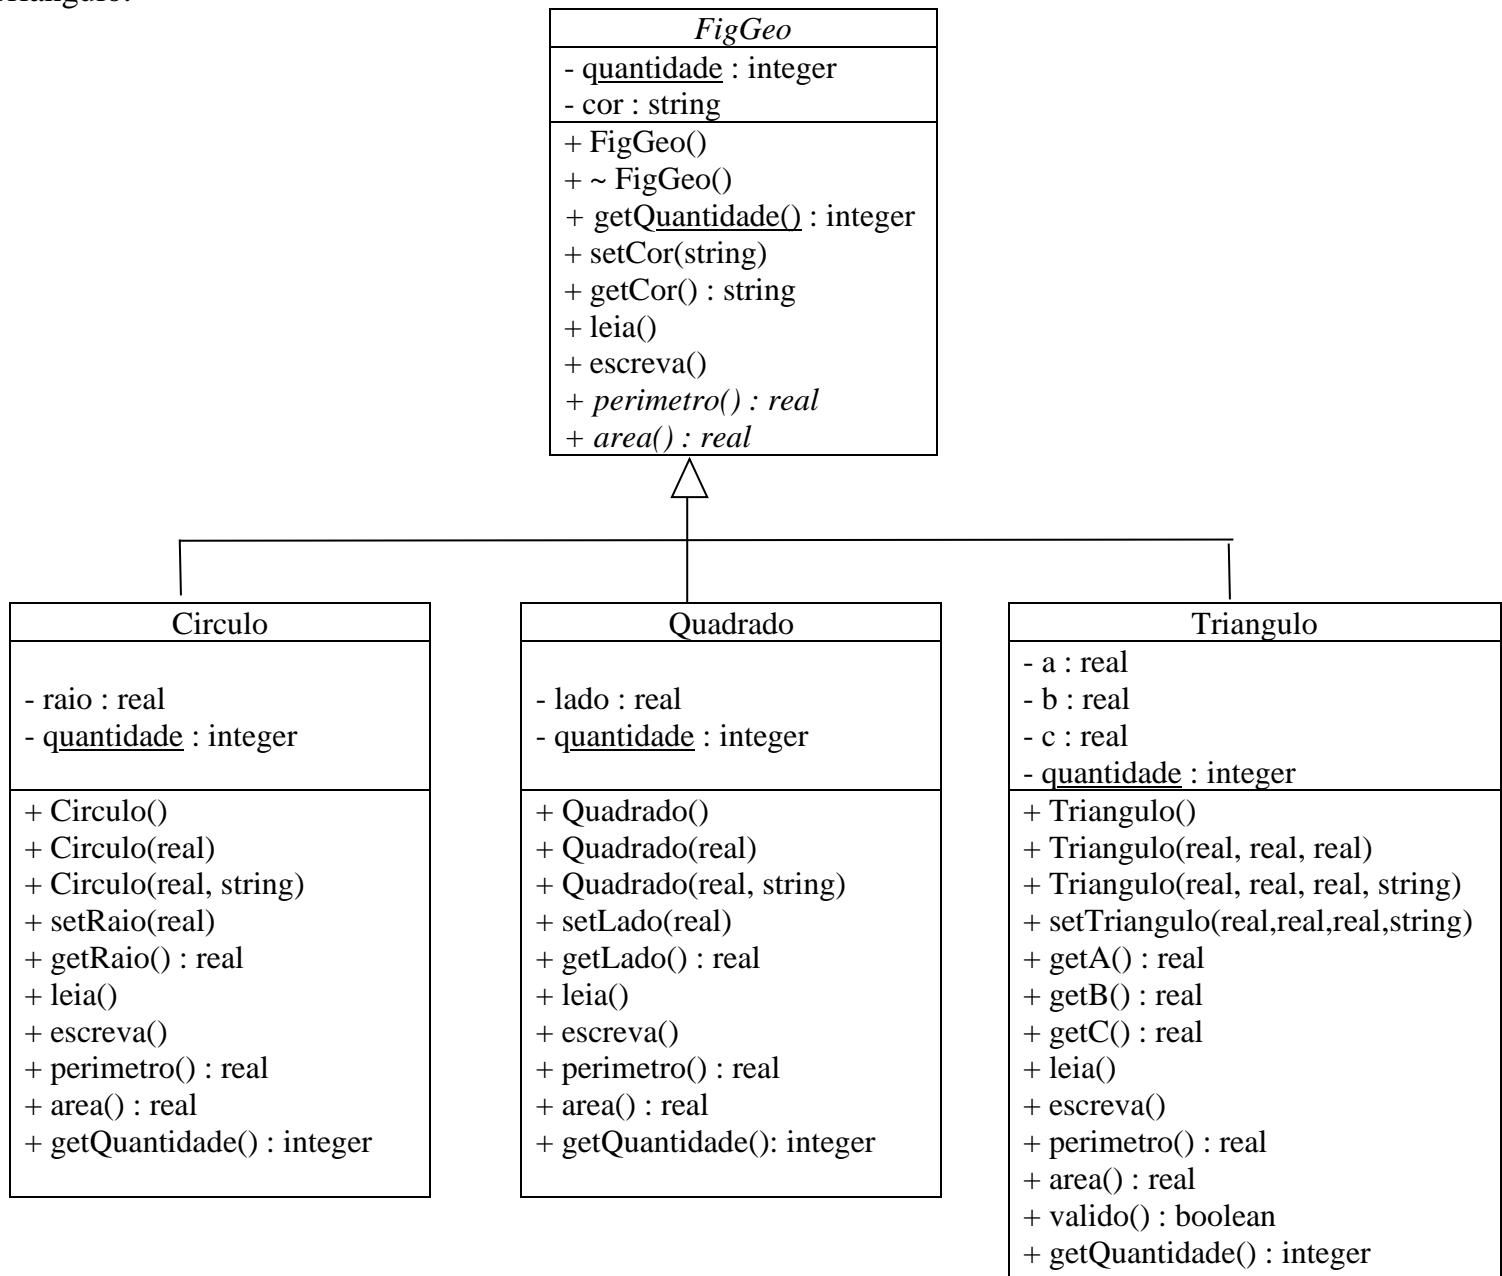 Triangulo.
FigGeo
- quantidade : integer
- cor : string
+ FigGeo()
+ ~ FigGeo()
+ getQuantidade() : integer
+ setCor(string)
+ getCor() : string
+ leia()
+ escreva()
+ perimetro() : real
+ area() : real
Circulo
- raio : real
- quantidade : integer
+ Circulo()
+ Circulo(real)
+ Circulo(real, string)
+ setRaio(real)
+ getRaio() : real
+ leia()
+ escreva()
+ perimetro() : real
+ area() : real
+ getQuantidade() : integer
Quadrado
- lado : real
- quantidade : integer
+ Quadrado()
+ Quadrado(real)
+ Quadrado(real, string)
+ setLado(real)
+ getLado() : real
+ leia()
+ escreva()
+ perimetro() : real
+ area() : real
+ getQuantidade(): integer
Triangulo
- a : real
- b : real
- c : real
- quantidade : integer
+ Triangulo()
+ Triangulo(real, real, real)
+ Triangulo(real, real, real, string)
+ setTriangulo(real,real,real,string)
+ getA() : real
+ getB() : real
+ getC() : real
+ leia()
+ escreva()
+ perimetro() : real
+ area() : real
+ valido() : boolean
+ getQuantidade() : integer